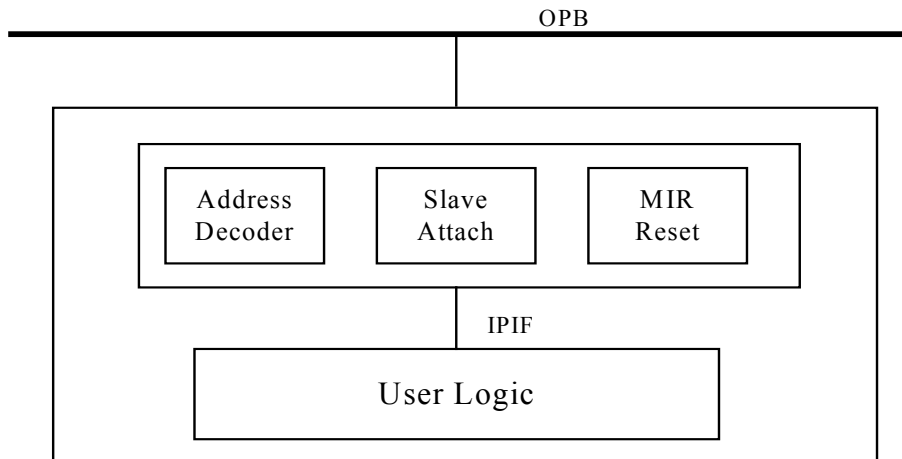 OPB
Address
Decoder
Slave
Attach
MIR
Reset
IPIF
User Logic